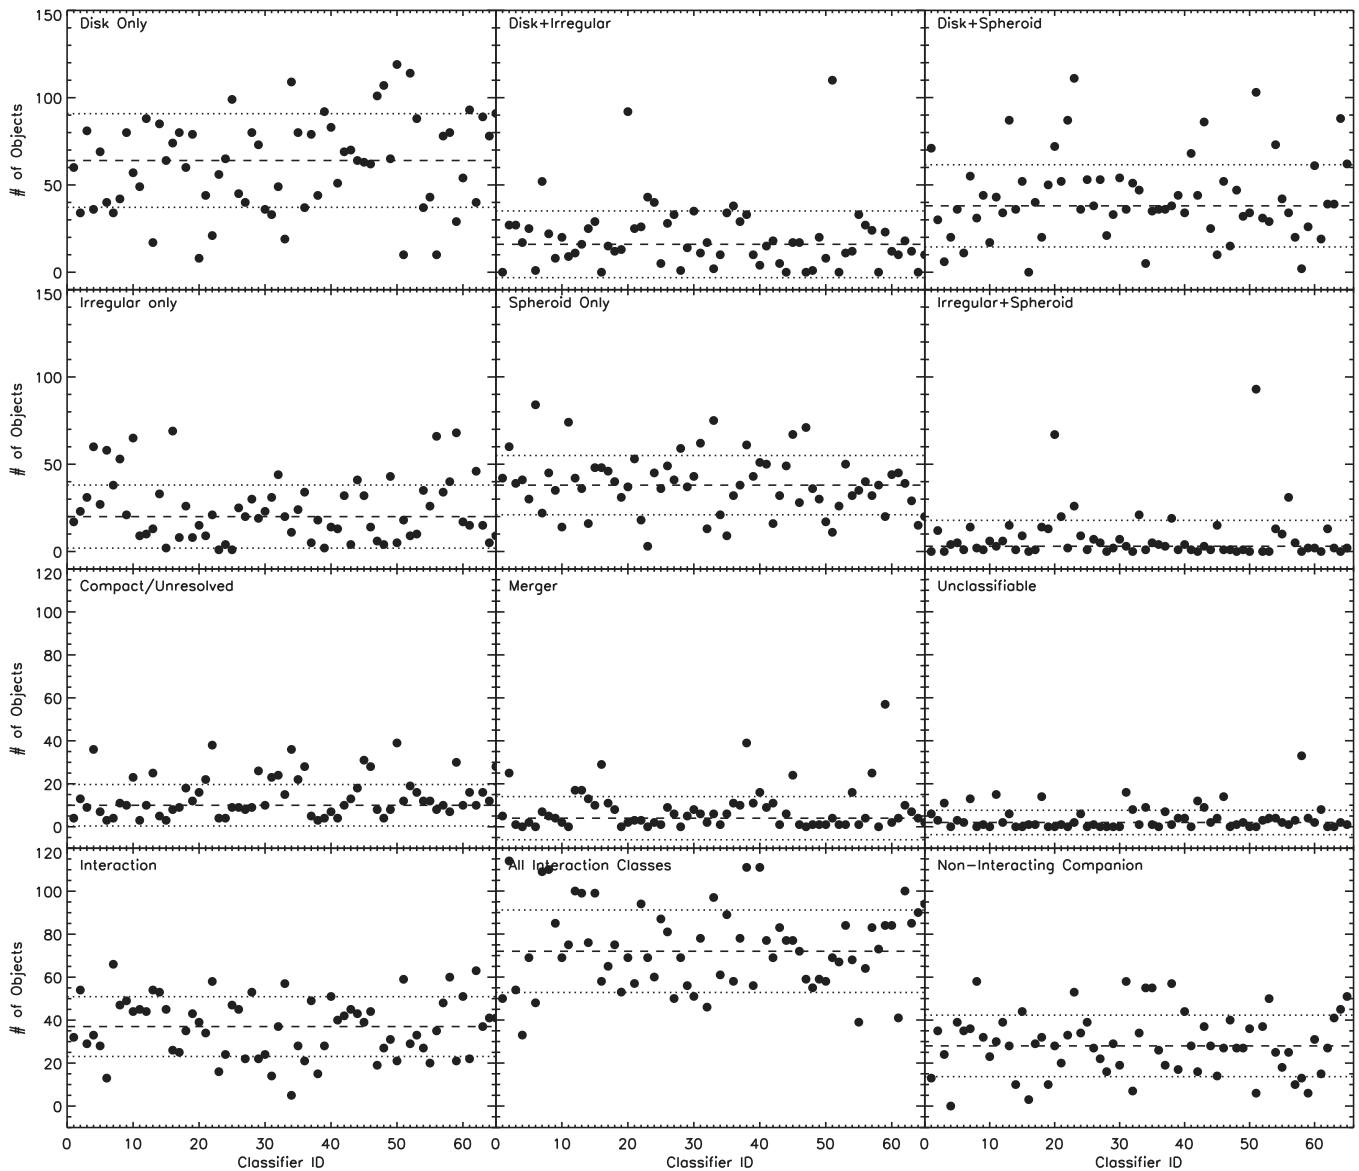 150
100
50
0
# of Objects
Disk Only
Disk+Irregular
Disk+Spheroid
150
100
50
0
# of Objects
Irregular only
Spheroid Only
Irregular+Spheroid
120
100
80
60
40
20
0
# of Objects
Compact/Unresolved
Merger
Unclassifiable
120
100
80
60
40
20
0
# of Objects
Interaction
All Interaction Classes
Non-Interacting Companion
0 10 20 30 40 50 60
0 10 20 30 40 50 60
0 10 20 30 40 50 60
Classifier ID
Classifier ID
Classifier ID